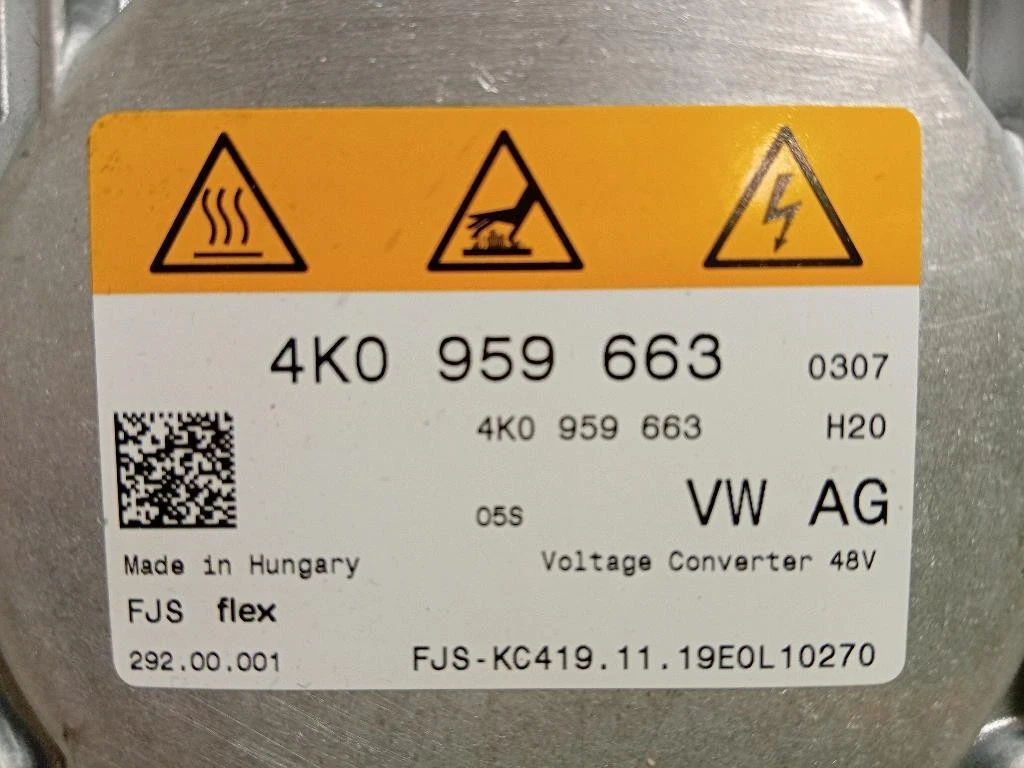 4K0 959 663 0307
4K0 959 663 H20
05S VW AG
Made in Hungary Voltage Converter 48V
FJS flex
292.00.001 FJS-KC419.11.19E0L10270